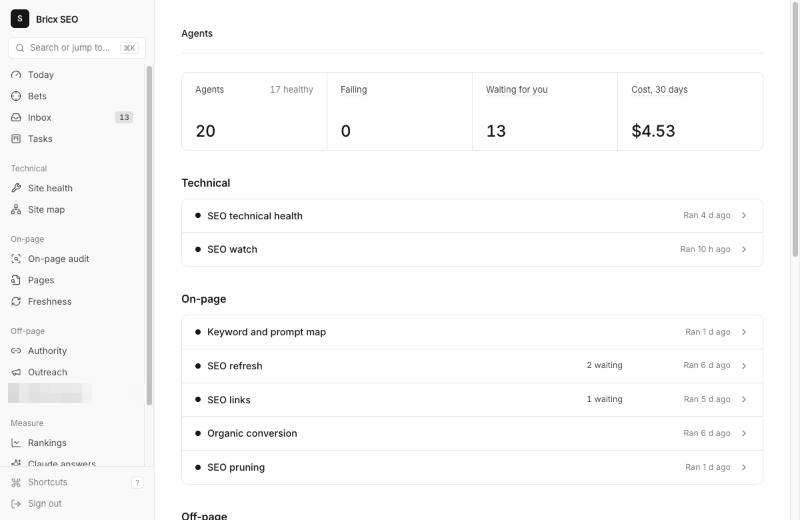 S Bricx SEO
Search or jump to... ⌘K
Today
Bets
Inbox 13
Tasks
Technical
Site health
Site map
On-page
On-page audit
Pages
Freshness
Off-page
Authority
Outreach
Measure
Rankings
Claude answers
Shortcuts ?
Sign out
Agents
Agents 17 healthy
20
Failing
0
Waiting for you
13
Cost, 30 days
$4.53
Technical
SEO technical health Ran 4 d ago
SEO watch Ran 10 h ago
On-page
Keyword and prompt map Ran 1 d ago
SEO refresh 2 waiting Ran 6 d ago
SEO links 1 waiting Ran 5 d ago
Organic conversion Ran 6 d ago
SEO pruning Ran 1 d ago
Off-page